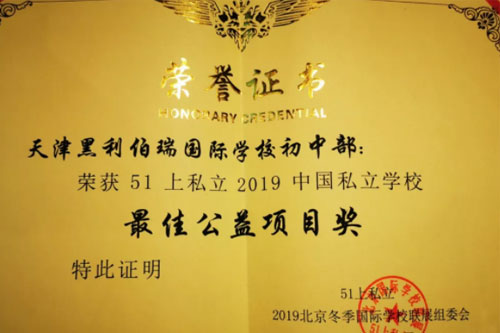 荣誉证书
HONORARY CREDENTIAL
天津黑利伯瑞国际学校初中部：
荣获 51 上私立 2019 中国私立学校
最佳公益项目奖
特此证明
51上私立
2019北京冬季国际学校联展组委会